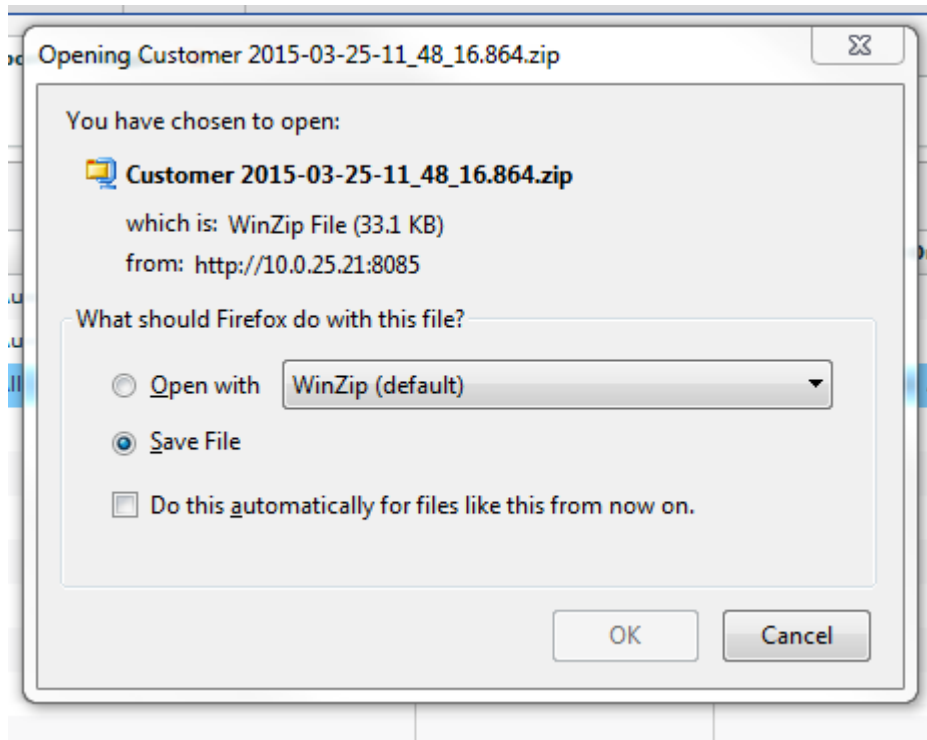 Opening Customer 2015-03-25-11_48_16.864.zip
You have chosen to open:
Customer 2015-03-25-11_48_16.864.zip
which is: WinZip File (33.1 KB)
from: http://10.0.25.21:8085
What should Firefox do with this file?
Open with WinZip (default)
Save File
Do this automatically for files like this from now on.
OK Cancel